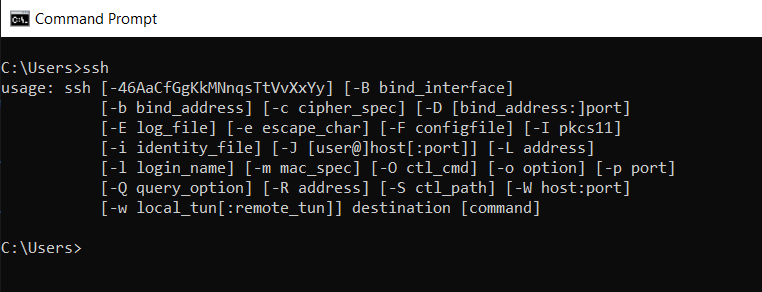 Command Prompt
C:\Users>ssh
usage: ssh [-46AaCfGgKkMNnqsTtVvXxYy] [-B bind_interface]
           [-b bind_address] [-c cipher_spec] [-D [bind_address:]port]
           [-E log_file] [-e escape_char] [-F configfile] [-I pkcs11]
           [-i identity_file] [-J [user@]host[:port]] [-L address]
           [-l login_name] [-m mac_spec] [-O ctl_cmd] [-o option] [-p port]
           [-Q query_option] [-R address] [-S ctl_path] [-W host:port]
           [-w local_tun[:remote_tun]] destination [command]
C:\Users>